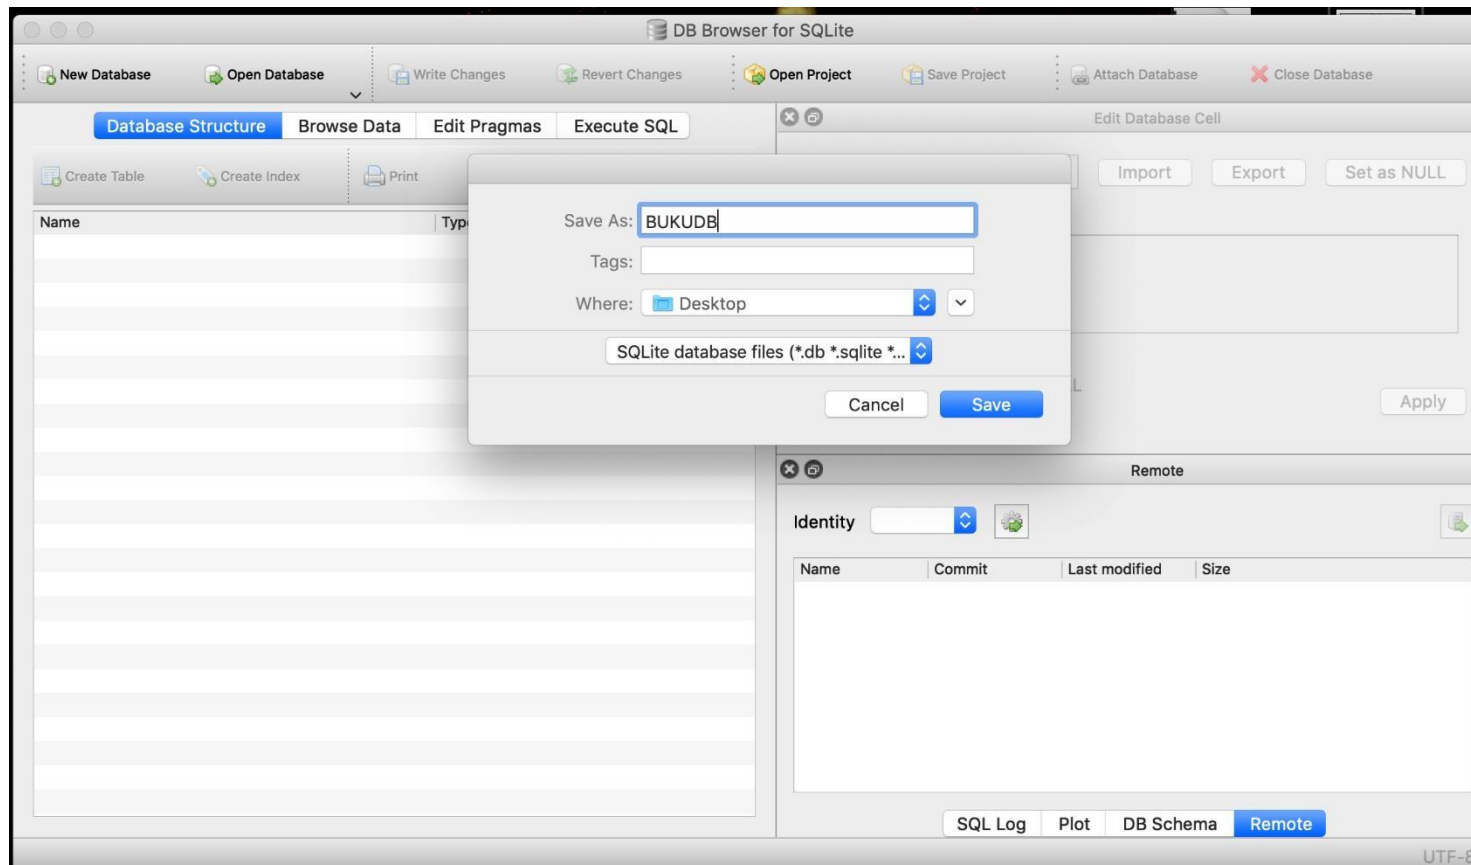 DB Browser for SQLite
New Database Open Database Write Changes Revert Changes Open Project Save Project Attach Database Close Database
Database Structure Browse Data Edit Pragmas Execute SQL
Edit Database Cell
Create Table Create Index Print
Import Export Set as NULL
Name Typ
Save As: BUKUDB
Tags:
Where: Desktop
SQLite database files (*.db *.sqlite *...
Cancel Save
L
Apply
Remote
Identity
Name Commit Last modified Size
SQL Log Plot DB Schema Remote
UTF-8